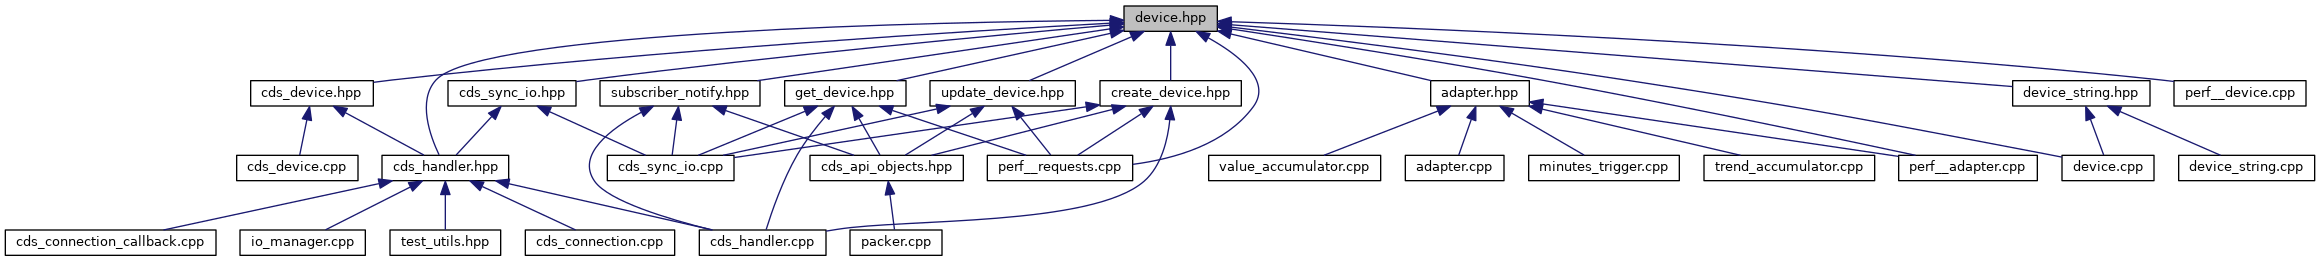 device.hpp
cds_device.hpp
cds_sync_io.hpp
subscriber_notify.hpp
get_device.hpp
update_device.hpp
create_device.hpp
adapter.hpp
device_string.hpp
perf__device.cpp
cds_device.cpp
cds_handler.hpp
cds_sync_io.cpp
cds_api_objects.hpp
perf__requests.cpp
value_accumulator.cpp
adapter.cpp
minutes_trigger.cpp
trend_accumulator.cpp
perf__adapter.cpp
device.cpp
device_string.cpp
cds_connection_callback.cpp
io_manager.cpp
test_utils.hpp
cds_connection.cpp
cds_handler.cpp
packer.cpp